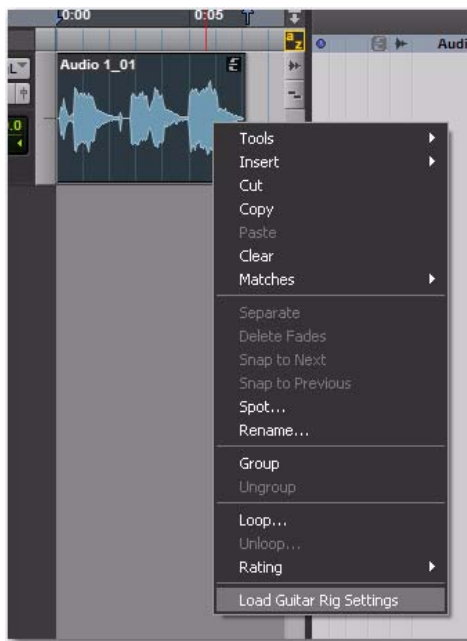 0:00 0:05
a
z
Audi
L
Audio 1_01
.0
Tools
Insert
Cut
Copy
Paste
Clear
Matches
Separate
Delete Fades
Snap to Next
Snap to Previous
Spot...
Rename...
Group
Ungroup
Loop...
Unloop...
Rating
Load Guitar Rig Settings